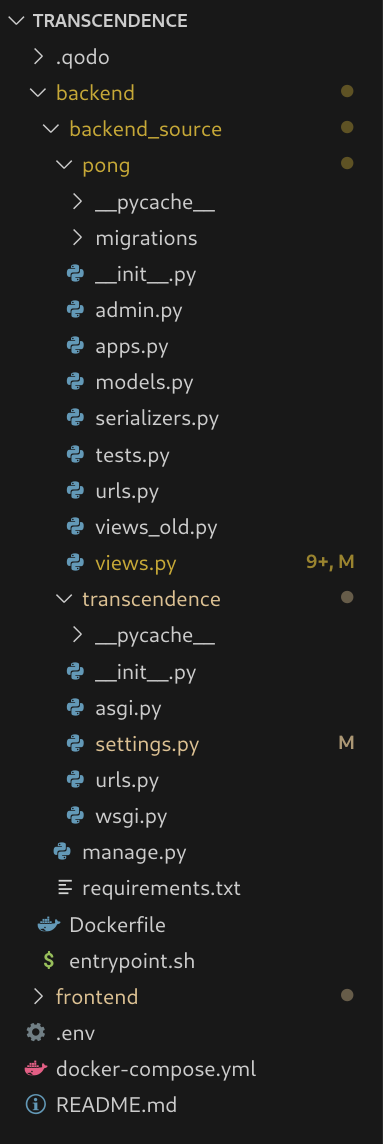 TRANSCENDENCE
.qodo
backend
backend_source
pong
__pycache__
migrations
__init__.py
admin.py
apps.py
models.py
serializers.py
tests.py
urls.py
views_old.py
views.py 9+, M
transcendence
__pycache__
__init__.py
asgi.py
settings.py M
urls.py
wsgi.py
manage.py
requirements.txt
Dockerfile
$ entrypoint.sh
frontend
.env
docker-compose.yml
README.md